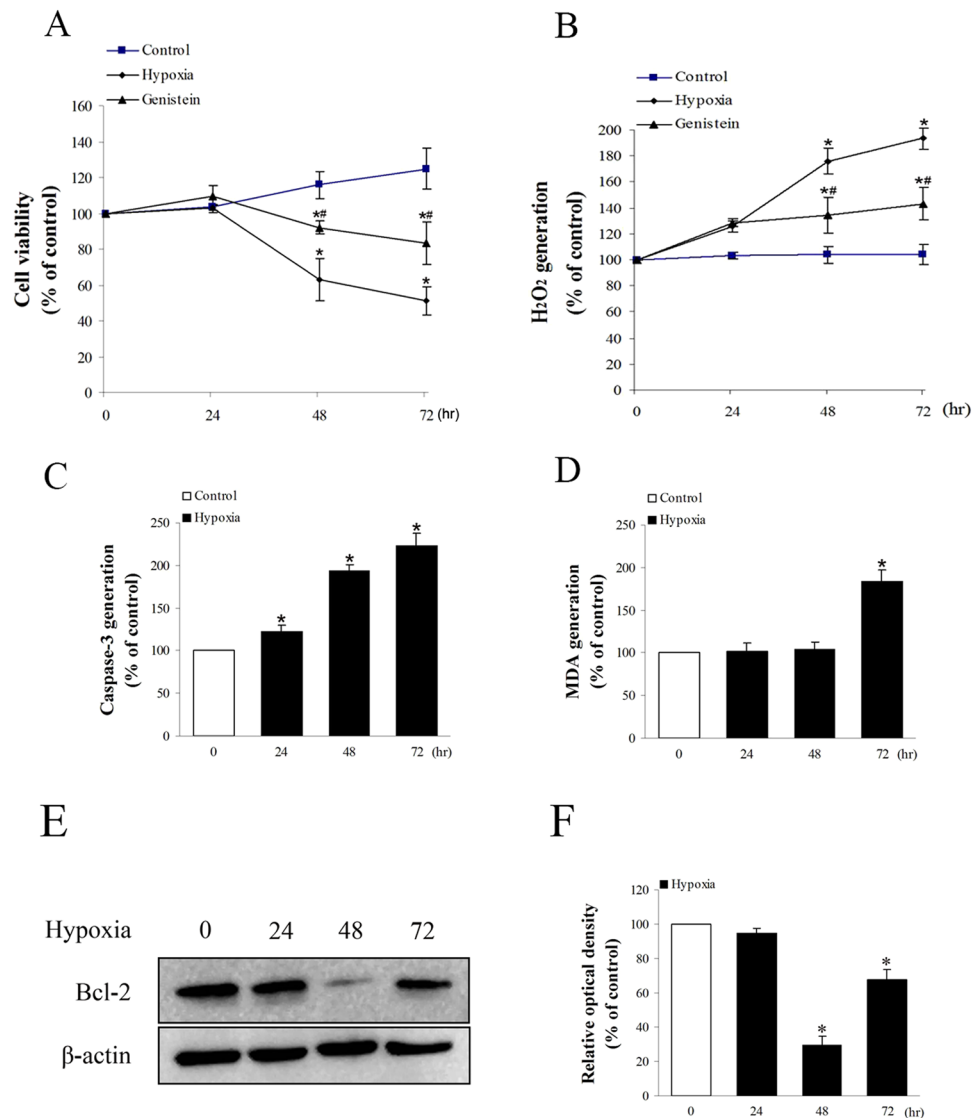 A
Control
Hypoxia
Genistein
Cell viability
(% of control)
160
140
120
100
80
60
40
20
0
*#
*#
*
*
0 24 48 72 (hr)
B
Control
Hypoxia
Genistein
H2O2 generation
(% of control)
200
180
160
140
120
100
80
60
40
20
0
*
*
*#
*#
0 24 48 72 (hr)
C
Control
Hypoxia
Caspase-3 generation
(% of control)
250
200
150
100
50
0
*
*
*
0 24 48 72 (hr)
D
Control
Hypoxia
MDA generation
(% of control)
250
200
150
100
50
0
*
0 24 48 72 (hr)
E
Hypoxia 0 24 48 72
Bcl-2
β-actin
F
Hypoxia
Relative optical density
(% of control)
120
100
80
60
40
20
0
*
*
0 24 48 72 (hr)